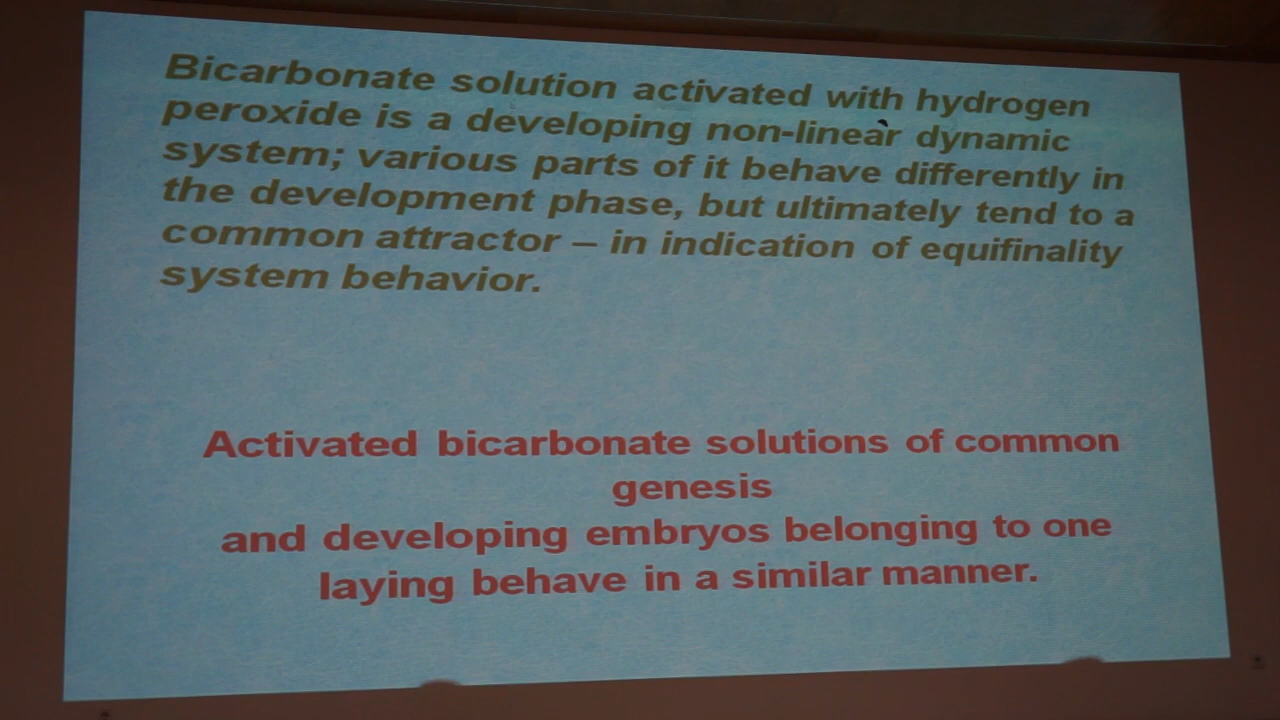 Bicarbonate solution activated with hydrogen
peroxide is a developing non-linear dynamic
system; various parts of it behave differently in
the development phase, but ultimately tend to a
common attractor – in indication of equifinality
system behavior.
Activated bicarbonate solutions of common
genesis
and developing embryos belonging to one
laying behave in a similar manner.